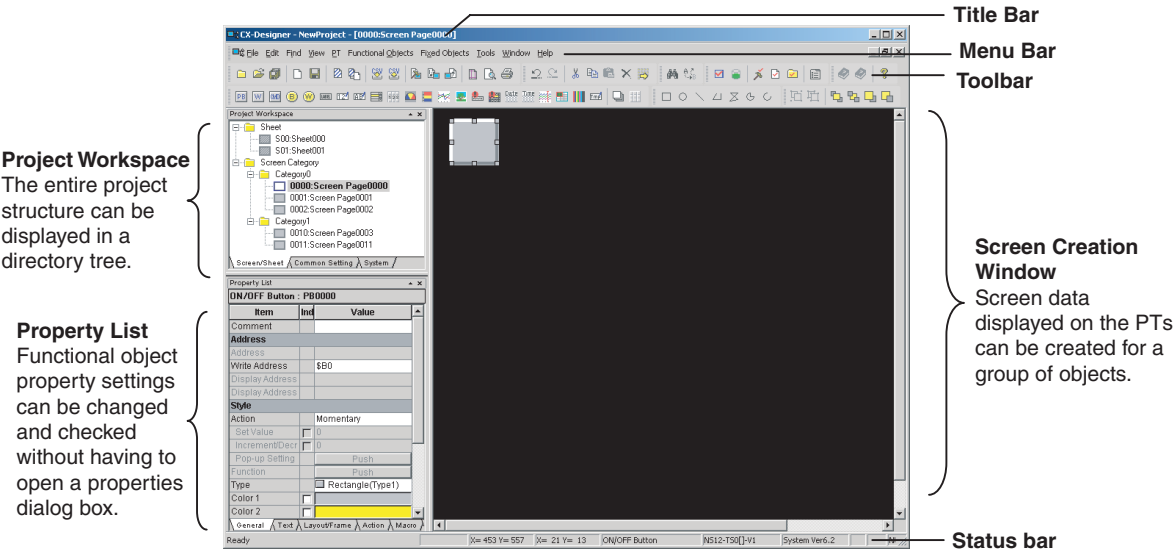 Title Bar
CX-Designer - NewProject - [0000:Screen Page0000]
File Edit Find View PT Functional Objects Fixed Objects Tools Window Help
Menu Bar
Toolbar
Project Workspace
Sheet
S00:Sheet000
S01:Sheet001
Screen Category
Category0
0000:Screen Page0000
0001:Screen Page0001
0002:Screen Page0002
Category1
0010:Screen Page0003
0011:Screen Page0011
Screen/Sheet Common Setting System
Project Workspace
The entire project
structure can be
displayed in a
directory tree.
Property List
ON/OFF Button : PB0000
Item Ind Value
Comment
Address
Address
Write Address $B0
Display Address
Display Address
Style
Action Momentary
Set Value 0
Increment/Decr 0
Pop-up Setting Push
Function Push
Type Rectangle(Type1)
Color 1
Color 2
General Text Layout/Frame Action Macro
Property List
Functional object
property settings
can be changed
and checked
without having to
open a properties
dialog box.
Screen Creation
Window
Screen data
displayed on the PTs
can be created for a
group of objects.
Ready X= 453 Y= 557 X= 21 Y= 13 ON/OFF Button NS12-TS0[]-V1 System Ver6.2
Status bar